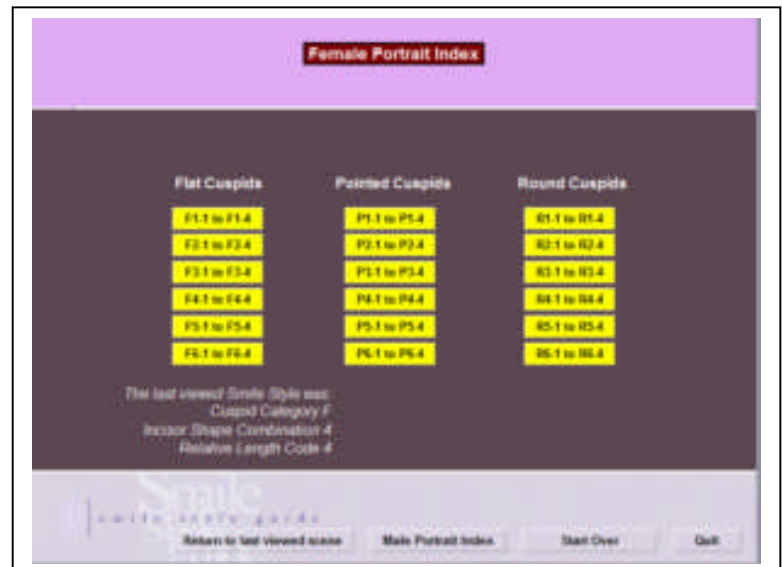 Female Portrait Index
Flat Cuspids Pointed Cuspids Round Cuspids
F1-1 to F1-4 P1-1 to P1-4 R1-1 to R1-4
F2-1 to F2-4 P2-1 to P2-4 R2-1 to R2-4
F3-1 to F3-4 P3-1 to P3-4 R3-1 to R3-4
F4-1 to F4-4 P4-1 to P4-4 R4-1 to R4-4
F5-1 to F5-4 P5-1 to P5-4 R5-1 to R5-4
F6-1 to F6-4 P6-1 to P6-4 R6-1 to R6-4
The last viewed Smile Style was:
Cuspid Category F
Incisor Shape Combination 4
Relative Length Code 4
Smile
smile style guide
Return to last viewed scene Male Portrait Index Start Over Quit